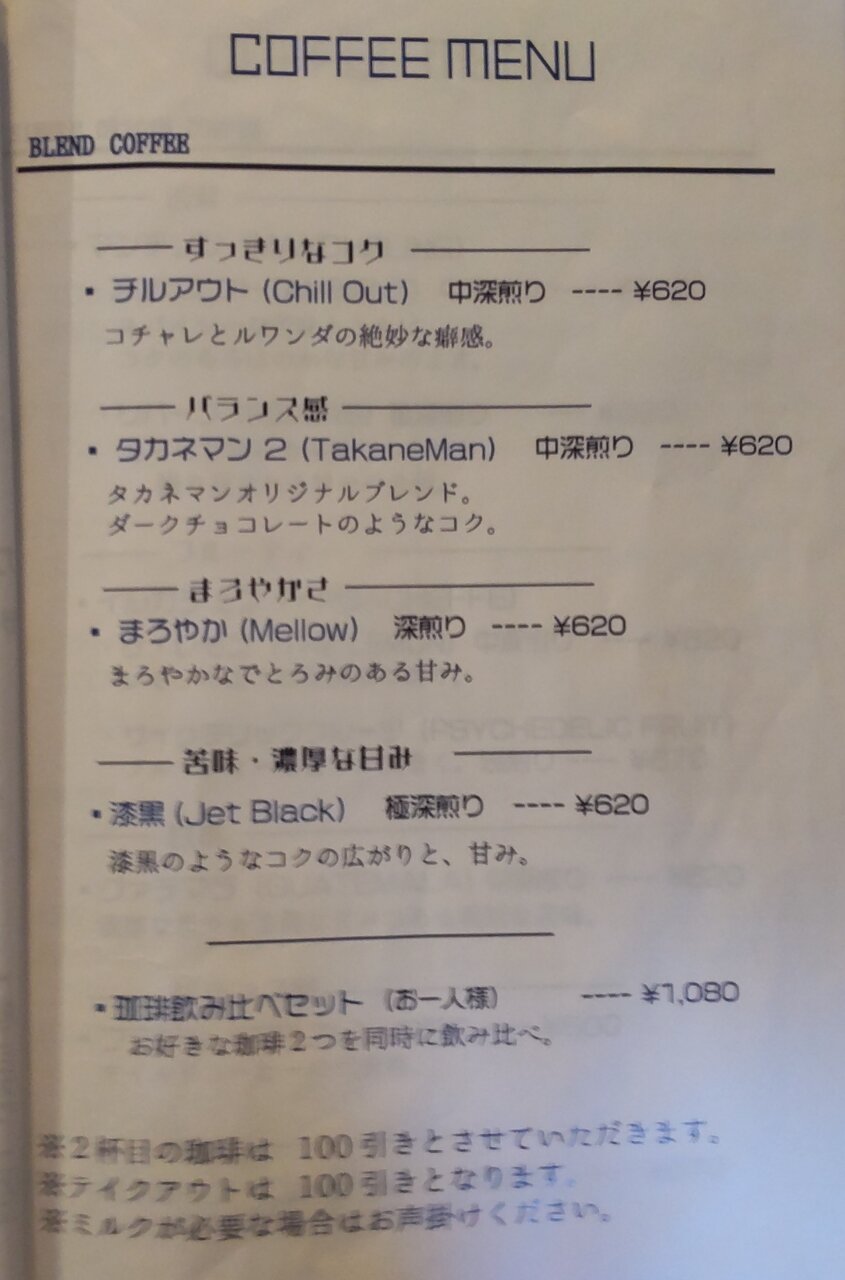 COFFEE MENU
BLEND COFFEE
すっきりなコク
・チルアウト (Chill Out) 中深煎り ---- ¥620
コチャレとルワンダの絶妙な癖感。
バランス感
・タカネマン 2 (TakaneMan) 中深煎り ---- ¥620
タカネマンオリジナルブレンド。
ダークチョコレートのようなコク。
まろやかさ
・まろやか (Mellow) 深煎り ---- ¥620
まろやかなでとろみのある甘み。
苦味・濃厚な甘み
・漆黒 (Jet Black) 極深煎り ---- ¥620
漆黒のようなコクの広がりと、甘み。
・珈琲飲み比べセット (お一人様) ---- ¥1,080
お好きな珈琲2つを同時に飲み比べ。
※2杯目の珈琲は 100引きとさせていただきます。
※テイクアウトは 100引きとなります。
※ミルクが必要な場合はお声掛けください。